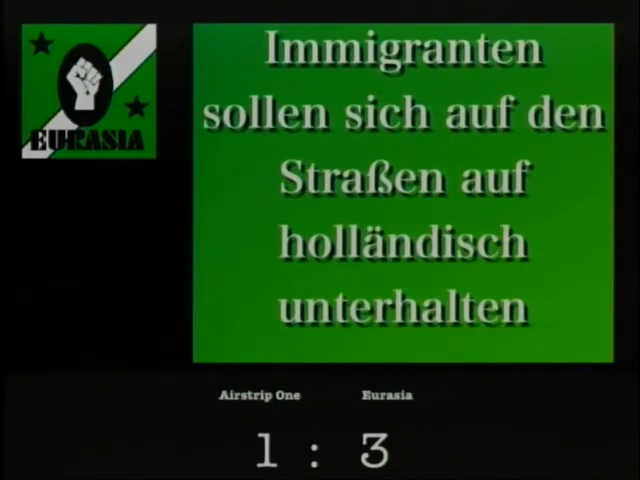 EURASIA
Immigranten
sollen sich auf den
Straßen auf
holländisch
unterhalten
Airstrip One Eurasia
1 : 3